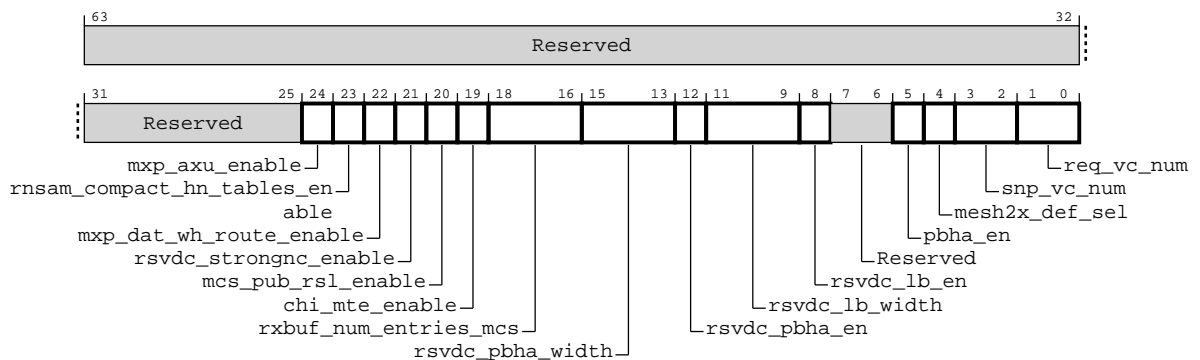 63 32
Reserved
31 25 24 23 22 21 20 19 18 16 15 13 12 11 9 8 7 6 5 4 3 2 1 0
Reserved
mxp_axu_enable req_vc_num
rnsam_compact_hn_tables_en snp_vc_num
able mesh2x_def_sel
mxp_dat_wh_route_enable pbha_en
rsvdc_strongnc_enable Reserved
mcs_pub_rsl_enable rsvdc_lb_en
chi_mte_enable rsvdc_lb_width
rxbuf_num_entries_mcs rsvdc_pbha_en
rsvdc_pbha_width